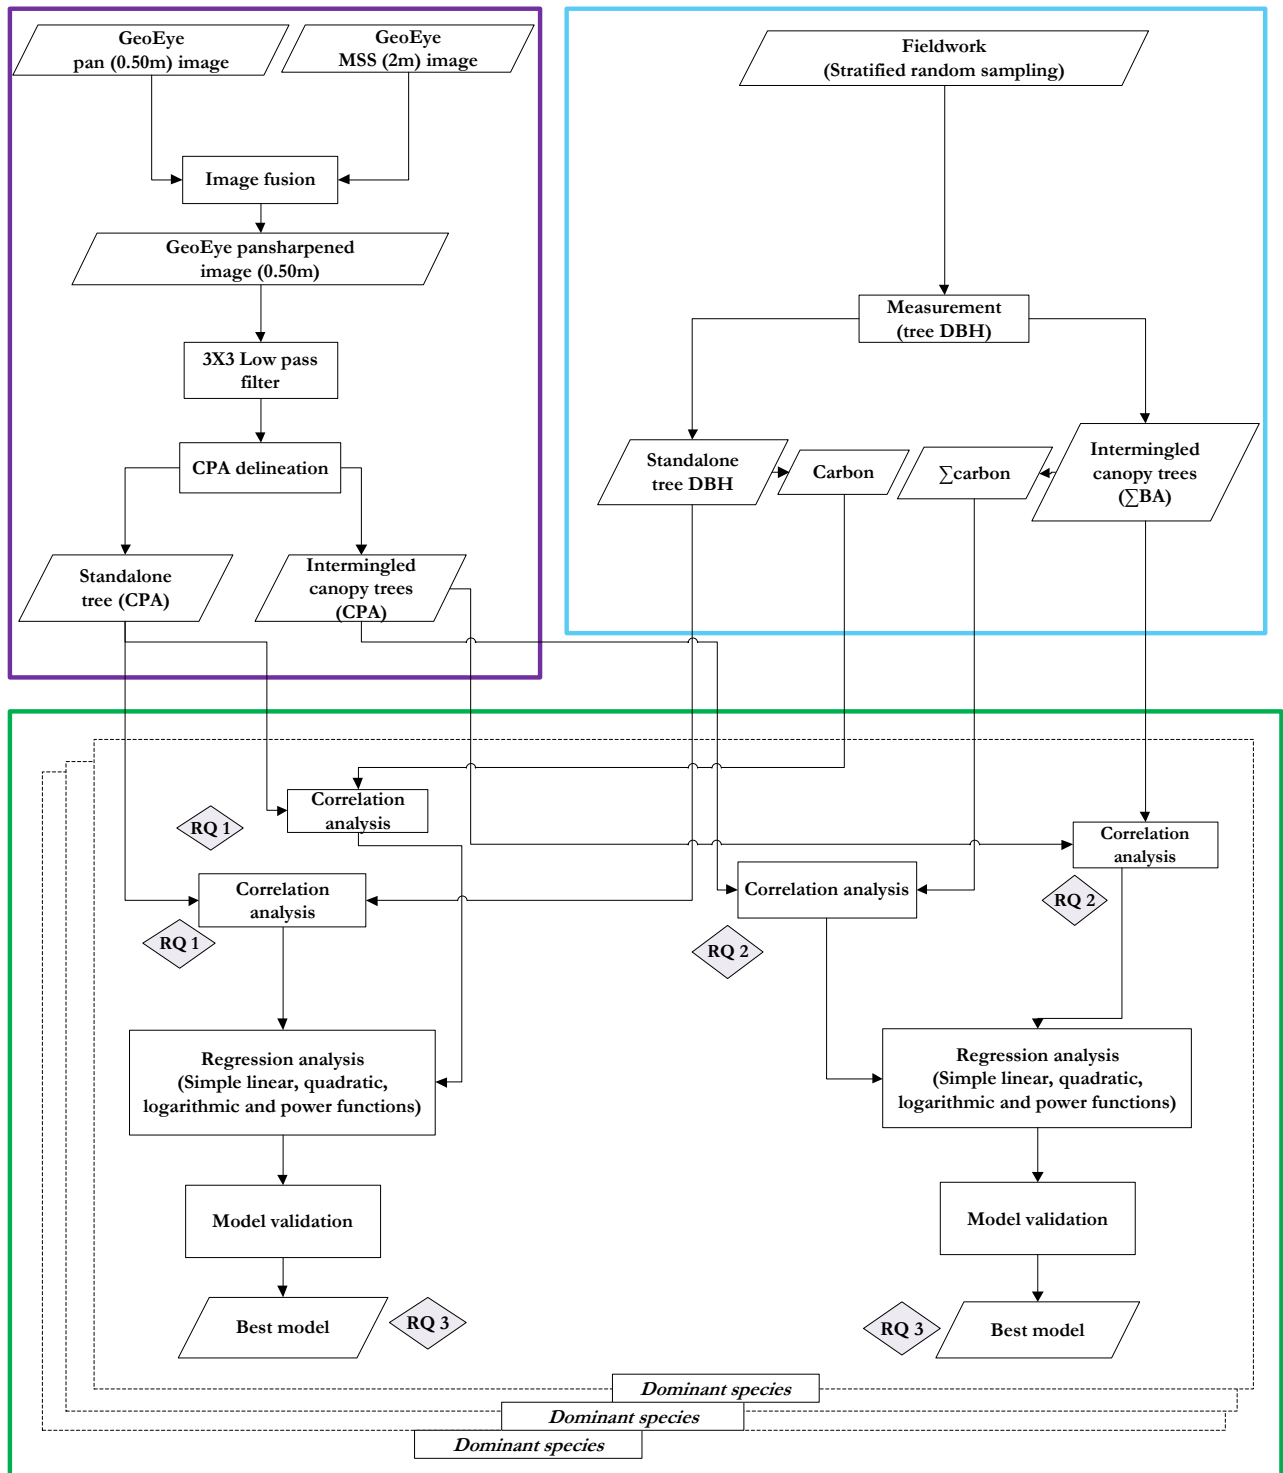 GeoEye
pan (0.50m) image
GeoEye
MSS (2m) image
Fieldwork
(Stratified random sampling)
Image fusion
GeoEye pansharpened
image (0.50m)
Measurement
(tree DBH)
3X3 Low pass
filter
CPA delineation
Standalone
tree DBH
Carbon
∑carbon
Intermingled
canopy trees
(∑BA)
Standalone
tree (CPA)
Intermingled
canopy trees
(CPA)
Correlation
analysis
RQ 1
Correlation
analysis
Correlation
analysis
RQ 1
Correlation analysis
RQ 2
RQ 2
Regression analysis
(Simple linear, quadratic,
logarithmic and power functions)
Regression analysis
(Simple linear, quadratic,
logarithmic and power functions)
Model validation
Model validation
Best model
RQ 3
RQ 3
Best model
Dominant species
Dominant species
Dominant species